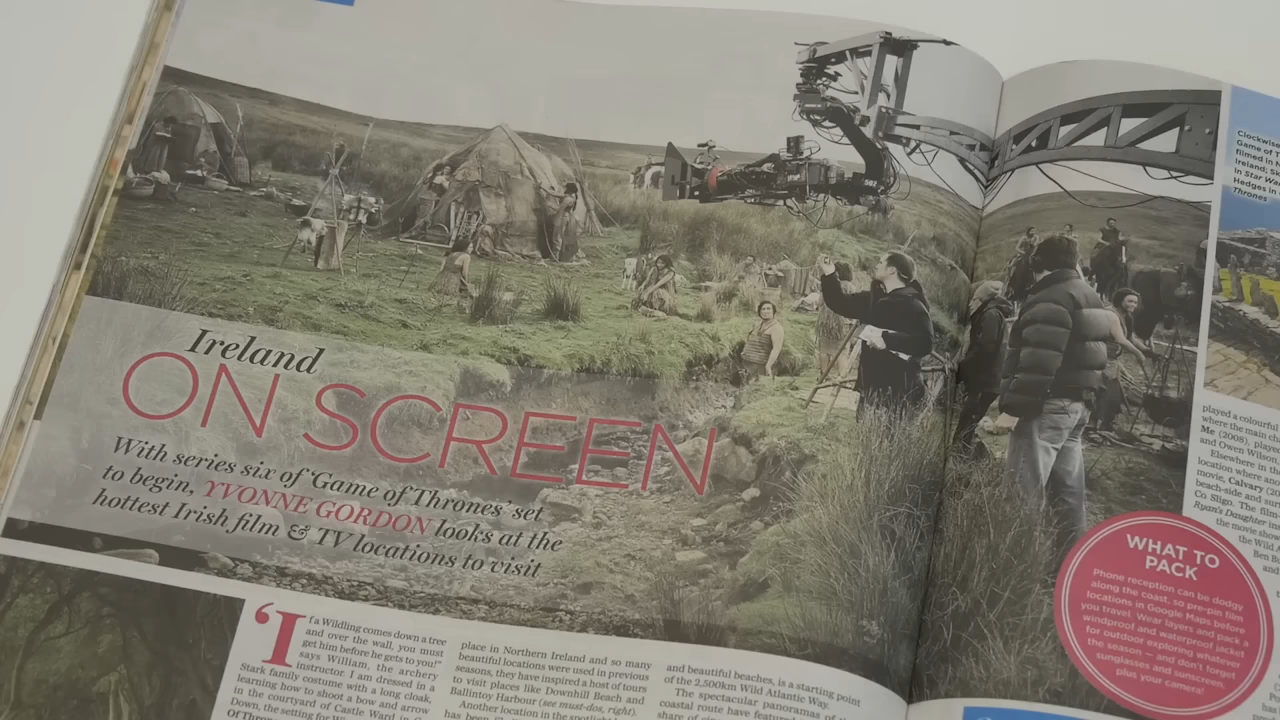 Ireland
ON SCREEN
With series six of 'Game of Thrones' set
to begin, YVONNE GORDON looks at the
hottest Irish film & TV locations to visit
'If a Wildling comes down a tree
and over the wall, you must
get him before he gets to you!"
says William, the archery
instructor. I am dressed in a
Stark family costume with a long cloak,
learning how to shoot a bow and arrow
in the courtyard of Castle Ward in
Down, the setting for
place in Northern Ireland and so many
beautiful locations were used in previous
seasons, they have inspired a host of tours
to visit places like Downhill Beach and
Ballintoy Harbour (see must-dos, right).
Another location in the spotlight
has been
and beautiful beaches, is a starting point
of the 2,500km Wild Atlantic Way.
The spectacular panoramas of
coastal route have featured
share of
WHAT TO
PACK
Phone reception can be dodgy
along the coast, so pre-pin film
locations in Google Maps before
you travel. Wear layers and pack a
windproof and waterproof jacket
for outdoor exploring whatever
the season — and don't forget
sunglasses and sunscreen,
plus your camera!
Clockwise
Game of
filmed in
Ireland;
in Star
Hedges in
Thrones
played a colourful
where the main
Me (2008), played
and Owen Wilson.
Elsewhere in the
location where
movie, Calvary
beach-side and
Co Sligo. The
Ryan's Daughter
the movie
the Wild
Ben
and